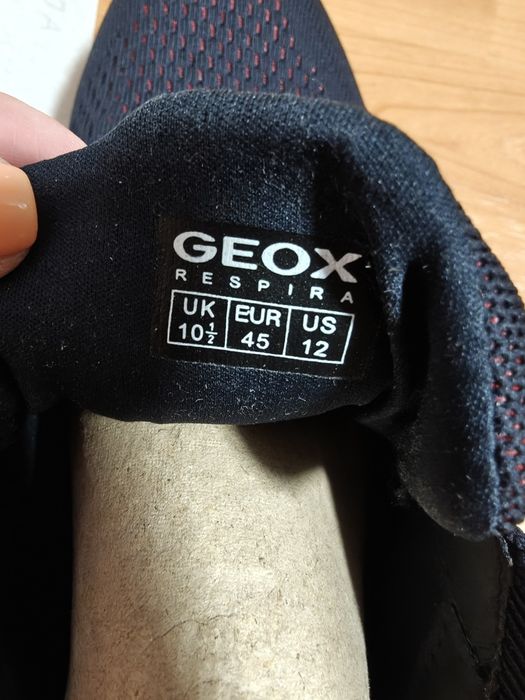 GEOX
RESPIRA
UK EUR US
10½ 45 12